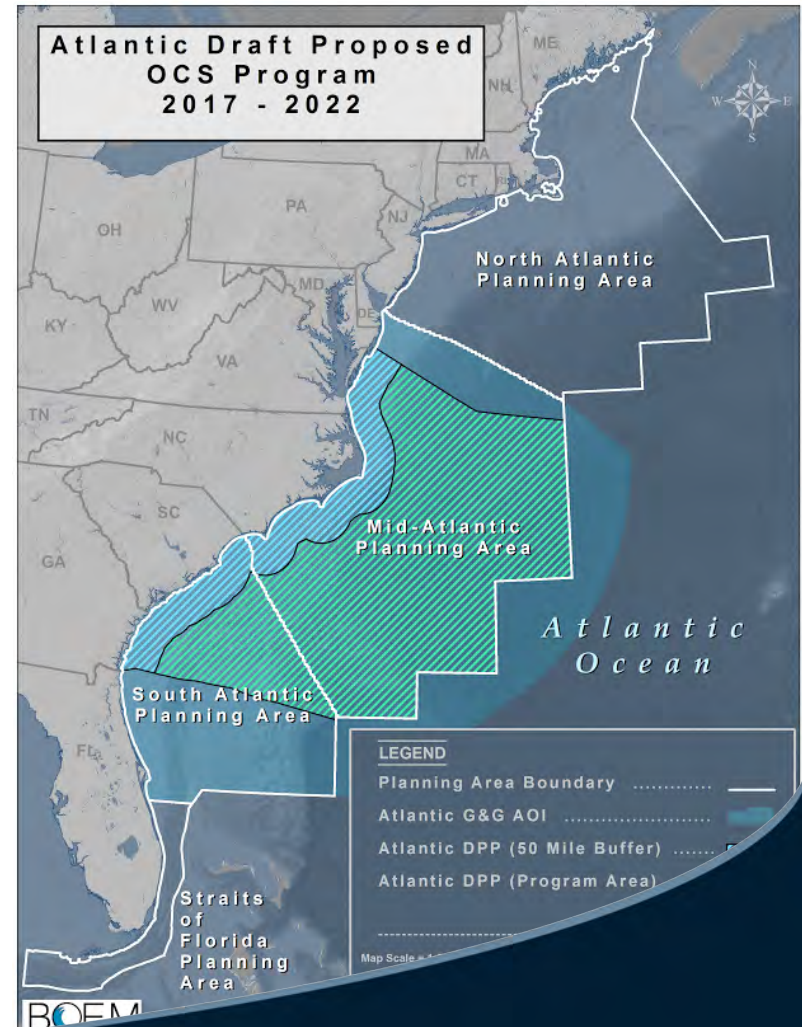 Atlantic Draft Proposed
OCS Program
2017 - 2022
ME
NH
MA
CT
PA
NJ
OH
MD
DE
WV
KY
VA
TN
NC
SC
GA
FL
N
W
E
S
North Atlantic
Planning Area
Mid-Atlantic
Planning Area
Atlantic
Ocean
South Atlantic
Planning Area
Straits
of
Florida
Planning
Area
LEGEND
Planning Area Boundary .............
Atlantic G&G AOI ........................
Atlantic DPP (50 Mile Buffer) .......
Atlantic DPP (Program Area)
Map Scale =
BOEM